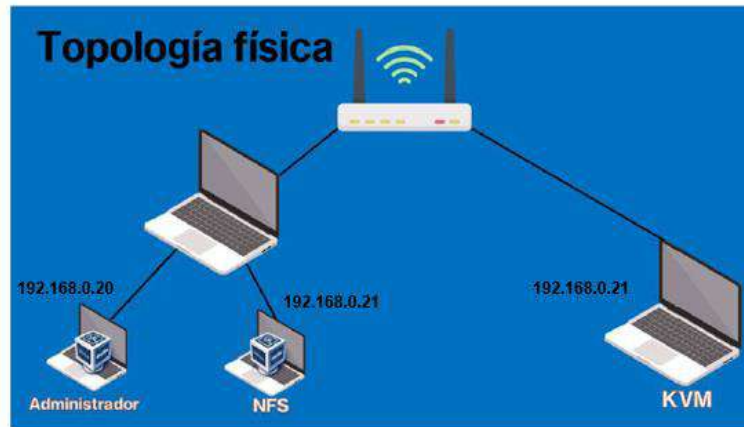 Topología física
192.168.0.20
192.168.0.21
192.168.0.21
Administrador
NFS
KVM